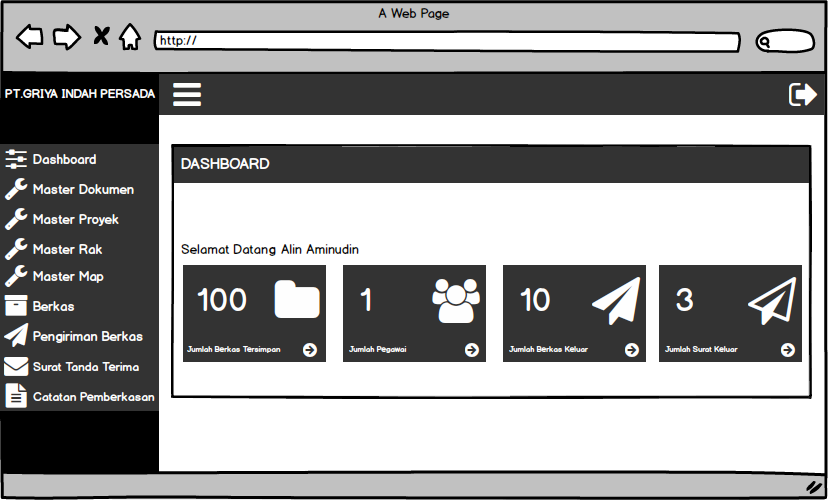 A Web Page
http://
PT.GRIYA INDAH PERSADA
Dashboard
Master Dokumen
Master Proyek
Master Rak
Master Map
Berkas
Pengiriman Berkas
Surat Tanda Terima
Catatan Pemberkasan
DASHBOARD
Selamat Datang Alin Aminudin
100
Jumlah Berkas Tersimpan
1
Jumlah Pegawai
10
Jumlah Berkas Keluar
3
Jumlah Surat Keluar